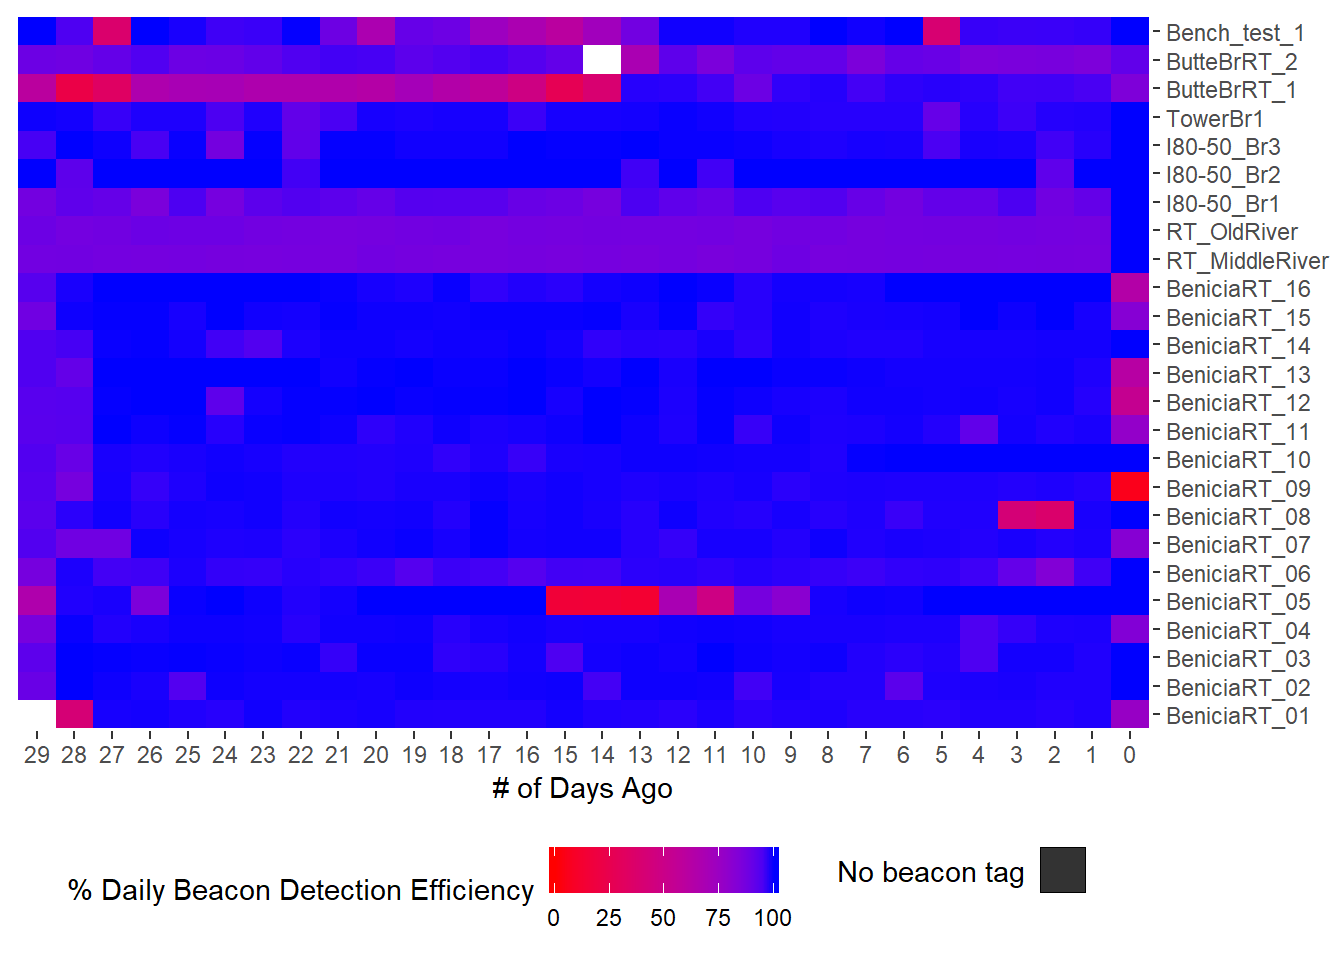 Bench_test_1
ButteBrRT_2
ButteBrRT_1
TowerBr1
I80-50_Br3
I80-50_Br2
I80-50_Br1
RT_OldRiver
RT_MiddleRiver
BeniciaRT_16
BeniciaRT_15
BeniciaRT_14
BeniciaRT_13
BeniciaRT_12
BeniciaRT_11
BeniciaRT_10
BeniciaRT_09
BeniciaRT_08
BeniciaRT_07
BeniciaRT_06
BeniciaRT_05
BeniciaRT_04
BeniciaRT_03
BeniciaRT_02
BeniciaRT_01
29 28 27 26 25 24 23 22 21 20 19 18 17 16 15 14 13 12 11 10 9 8 7 6 5 4 3 2 1 0
# of Days Ago
% Daily Beacon Detection Efficiency
0 25 50 75 100
No beacon tag